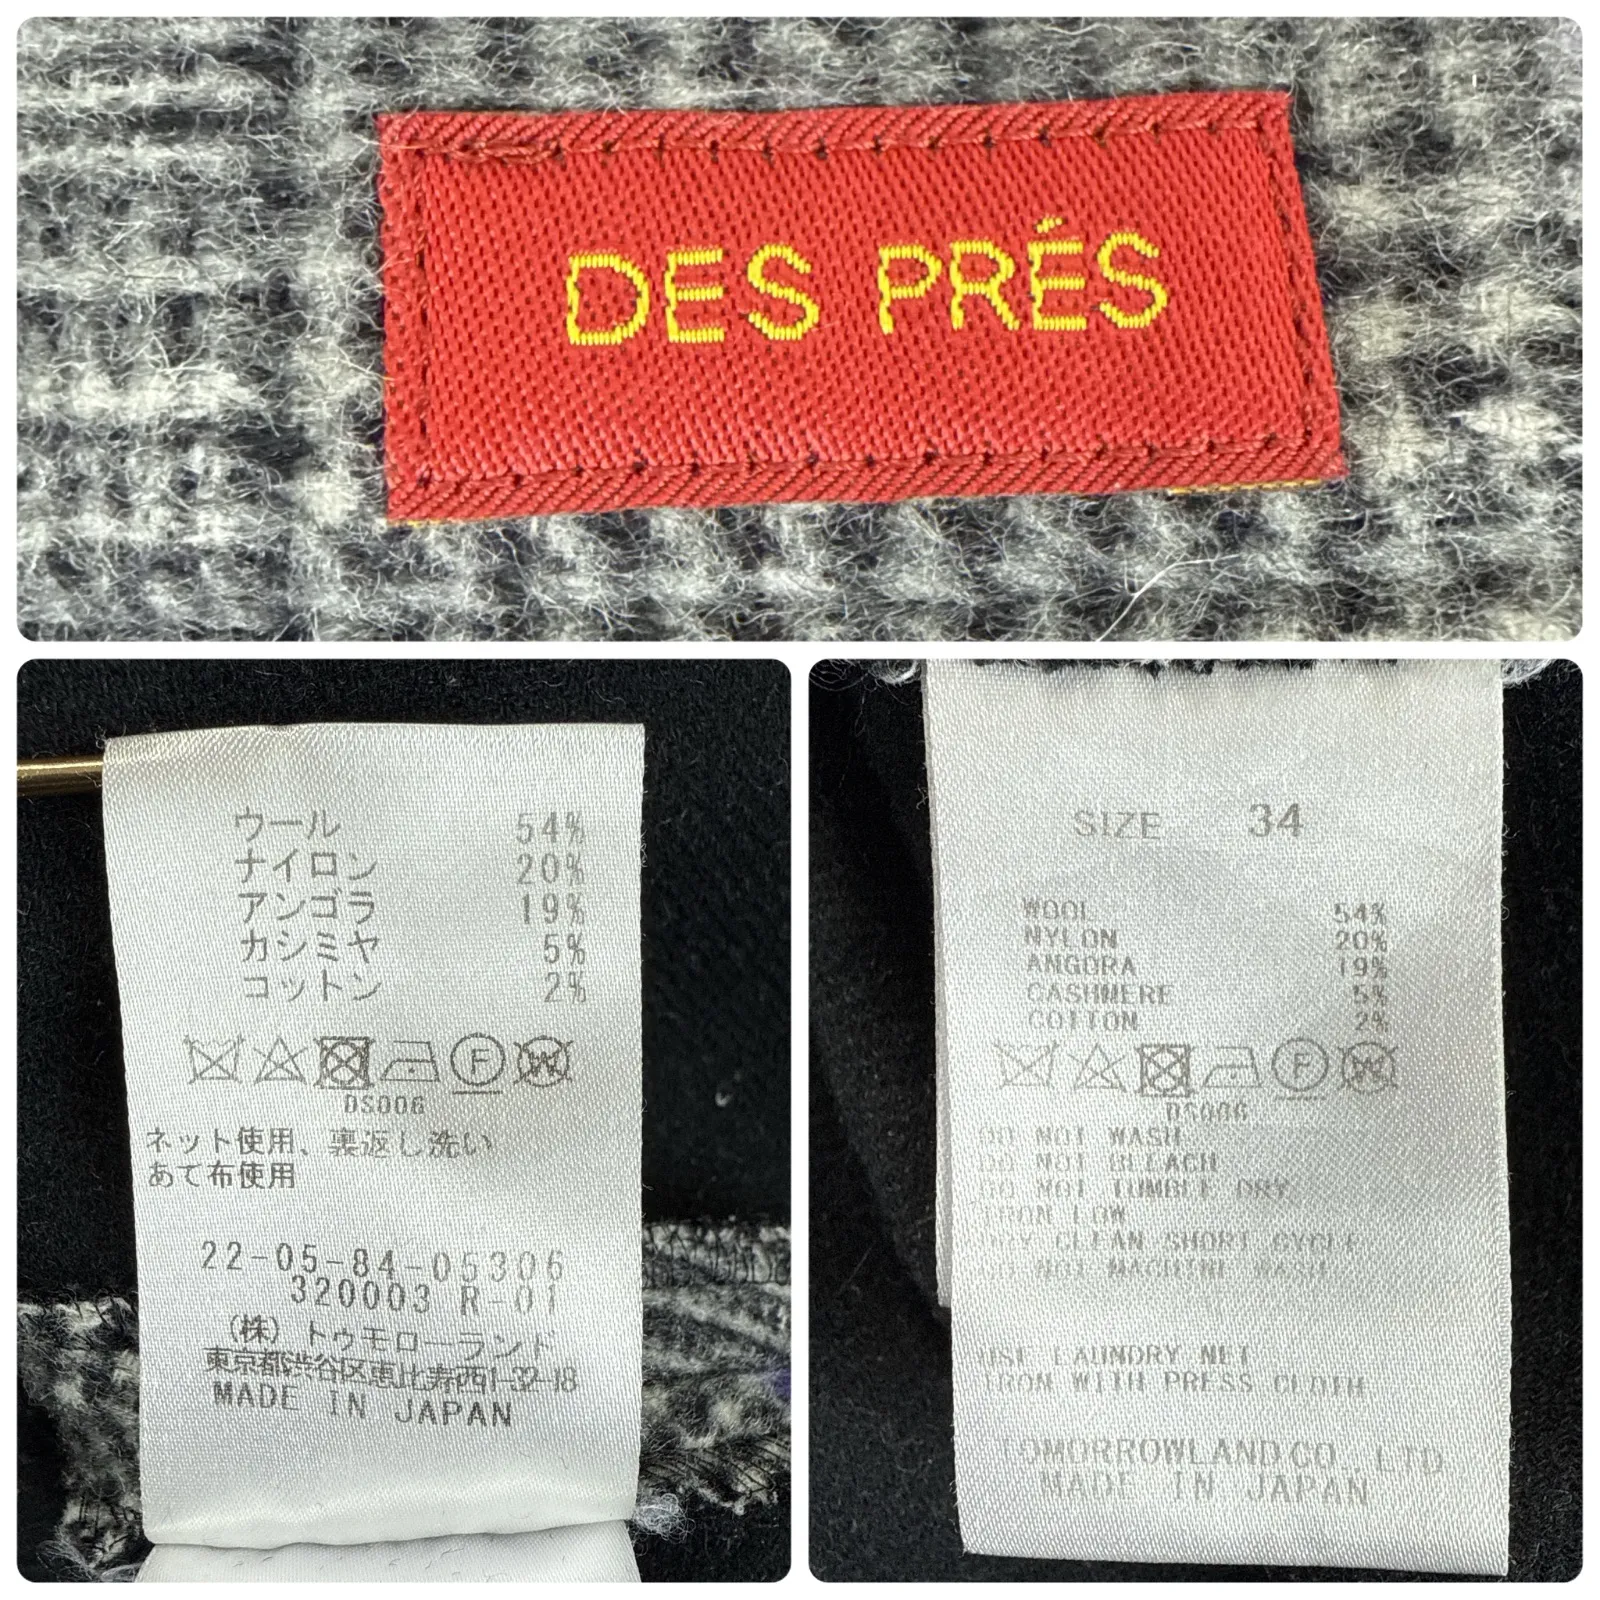 DES PRÉS
ウール 54%
ナイロン 20%
アンゴラ 19%
カシミヤ 5%
コットン 2%
F W
DS006
ネット使用、裏返し洗い
あて布使用
22-05-84-05306
320003 R-01
(株)トゥモローランド
東京都渋谷区恵比寿西1-32-18
MADE IN JAPAN
SIZE 34
WOOL 54%
NYLON 20%
ANGORA 19%
CASHMERE 5%
COTTON 2%
F W
DS006
DO NOT WASH
DO NOT BLEACH
DO NOT TUMBLE DRY
IRON LOW
DRY CLEAN SHORT CYCLE
DO NOT MACHINE WASH
USE LAUNDRY NET
IRON WITH PRESS CLOTH
TOMORROWLAND CO., LTD
MADE IN JAPAN